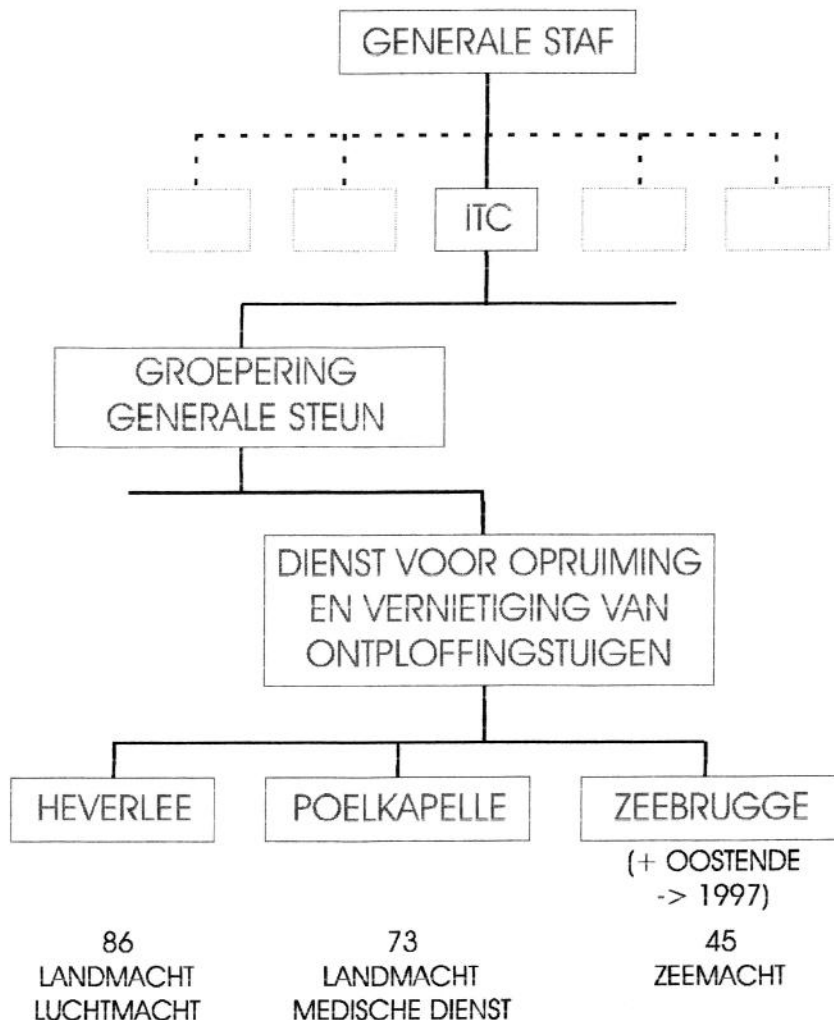 GENERALE STAF
ITC
GROEPERING
GENERALE STEUN
DIENST VOOR OPRUIMING
EN VERNIETIGING VAN
ONTPLOFFINGSTUIGEN
HEVERLEE
POELKAPELLE
ZEEBRUGGE
(+ OOSTENDE
-> 1997)
86
LANDMACHT
LUCHTMACHT
73
LANDMACHT
MEDISCHE DIENST
45
ZEEMACHT